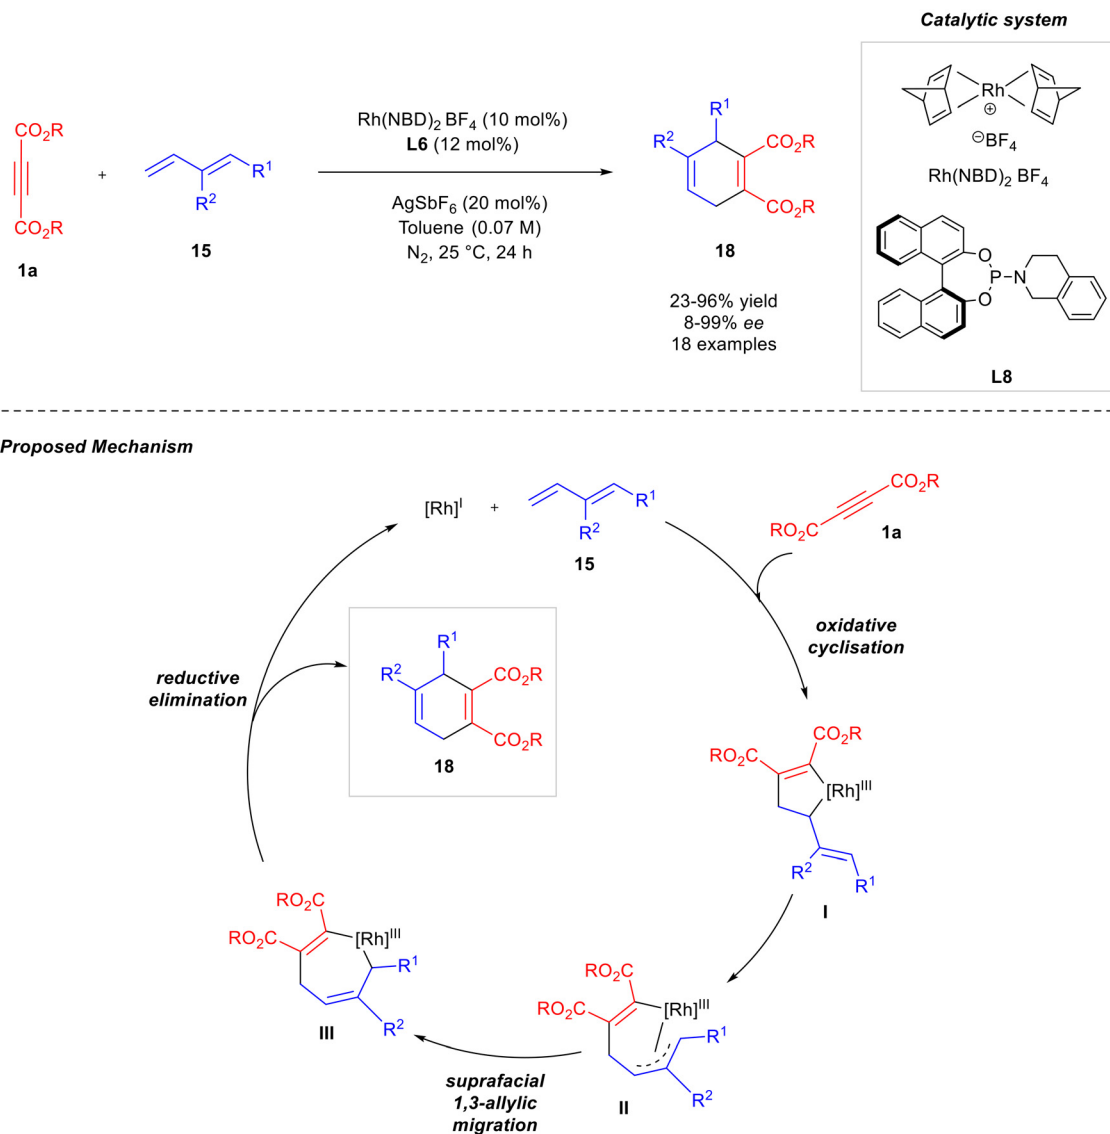 Catalytic system
CO₂R
CO₂R
1a
+
R¹
R²
15
Rh(NBD)₂ BF₄ (10 mol%)
L6 (12 mol%)
AgSbF₆ (20 mol%)
Toluene (0.07 M)
N₂, 25 °C, 24 h
R¹
R²
CO₂R
CO₂R
18
23-96% yield
8-99% ee
18 examples
Rh
⊕
⊖BF₄
Rh(NBD)₂ BF₄
O
P
N
O
L8
Proposed Mechanism
[Rh]ᴵ
+
R¹
R²
15
CO₂R
RO₂C
1a
oxidative
cyclisation
reductive
elimination
R¹
R²
CO₂R
CO₂R
18
CO₂R
RO₂C
[Rh]ᴵᴵᴵ
R²
R¹
I
RO₂C
RO₂C
[Rh]ᴵᴵᴵ
R¹
R²
III
RO₂C
RO₂C
[Rh]ᴵᴵᴵ
R¹
R²
II
suprafacial
1,3-allylic
migration